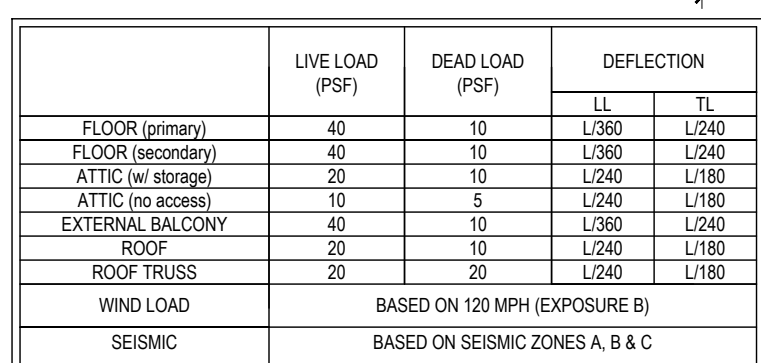 LIVE LOAD (PSF) DEAD LOAD (PSF) DEFLECTION
LL TL
FLOOR (primary) 40 10 L/360 L/240
FLOOR (secondary) 40 10 L/360 L/240
ATTIC (w/ storage) 20 10 L/240 L/180
ATTIC (no access) 10 5 L/240 L/180
EXTERNAL BALCONY 40 10 L/360 L/240
ROOF 20 10 L/240 L/180
ROOF TRUSS 20 20 L/240 L/180
WIND LOAD BASED ON 120 MPH (EXPOSURE B)
SEISMIC BASED ON SEISMIC ZONES A, B & C